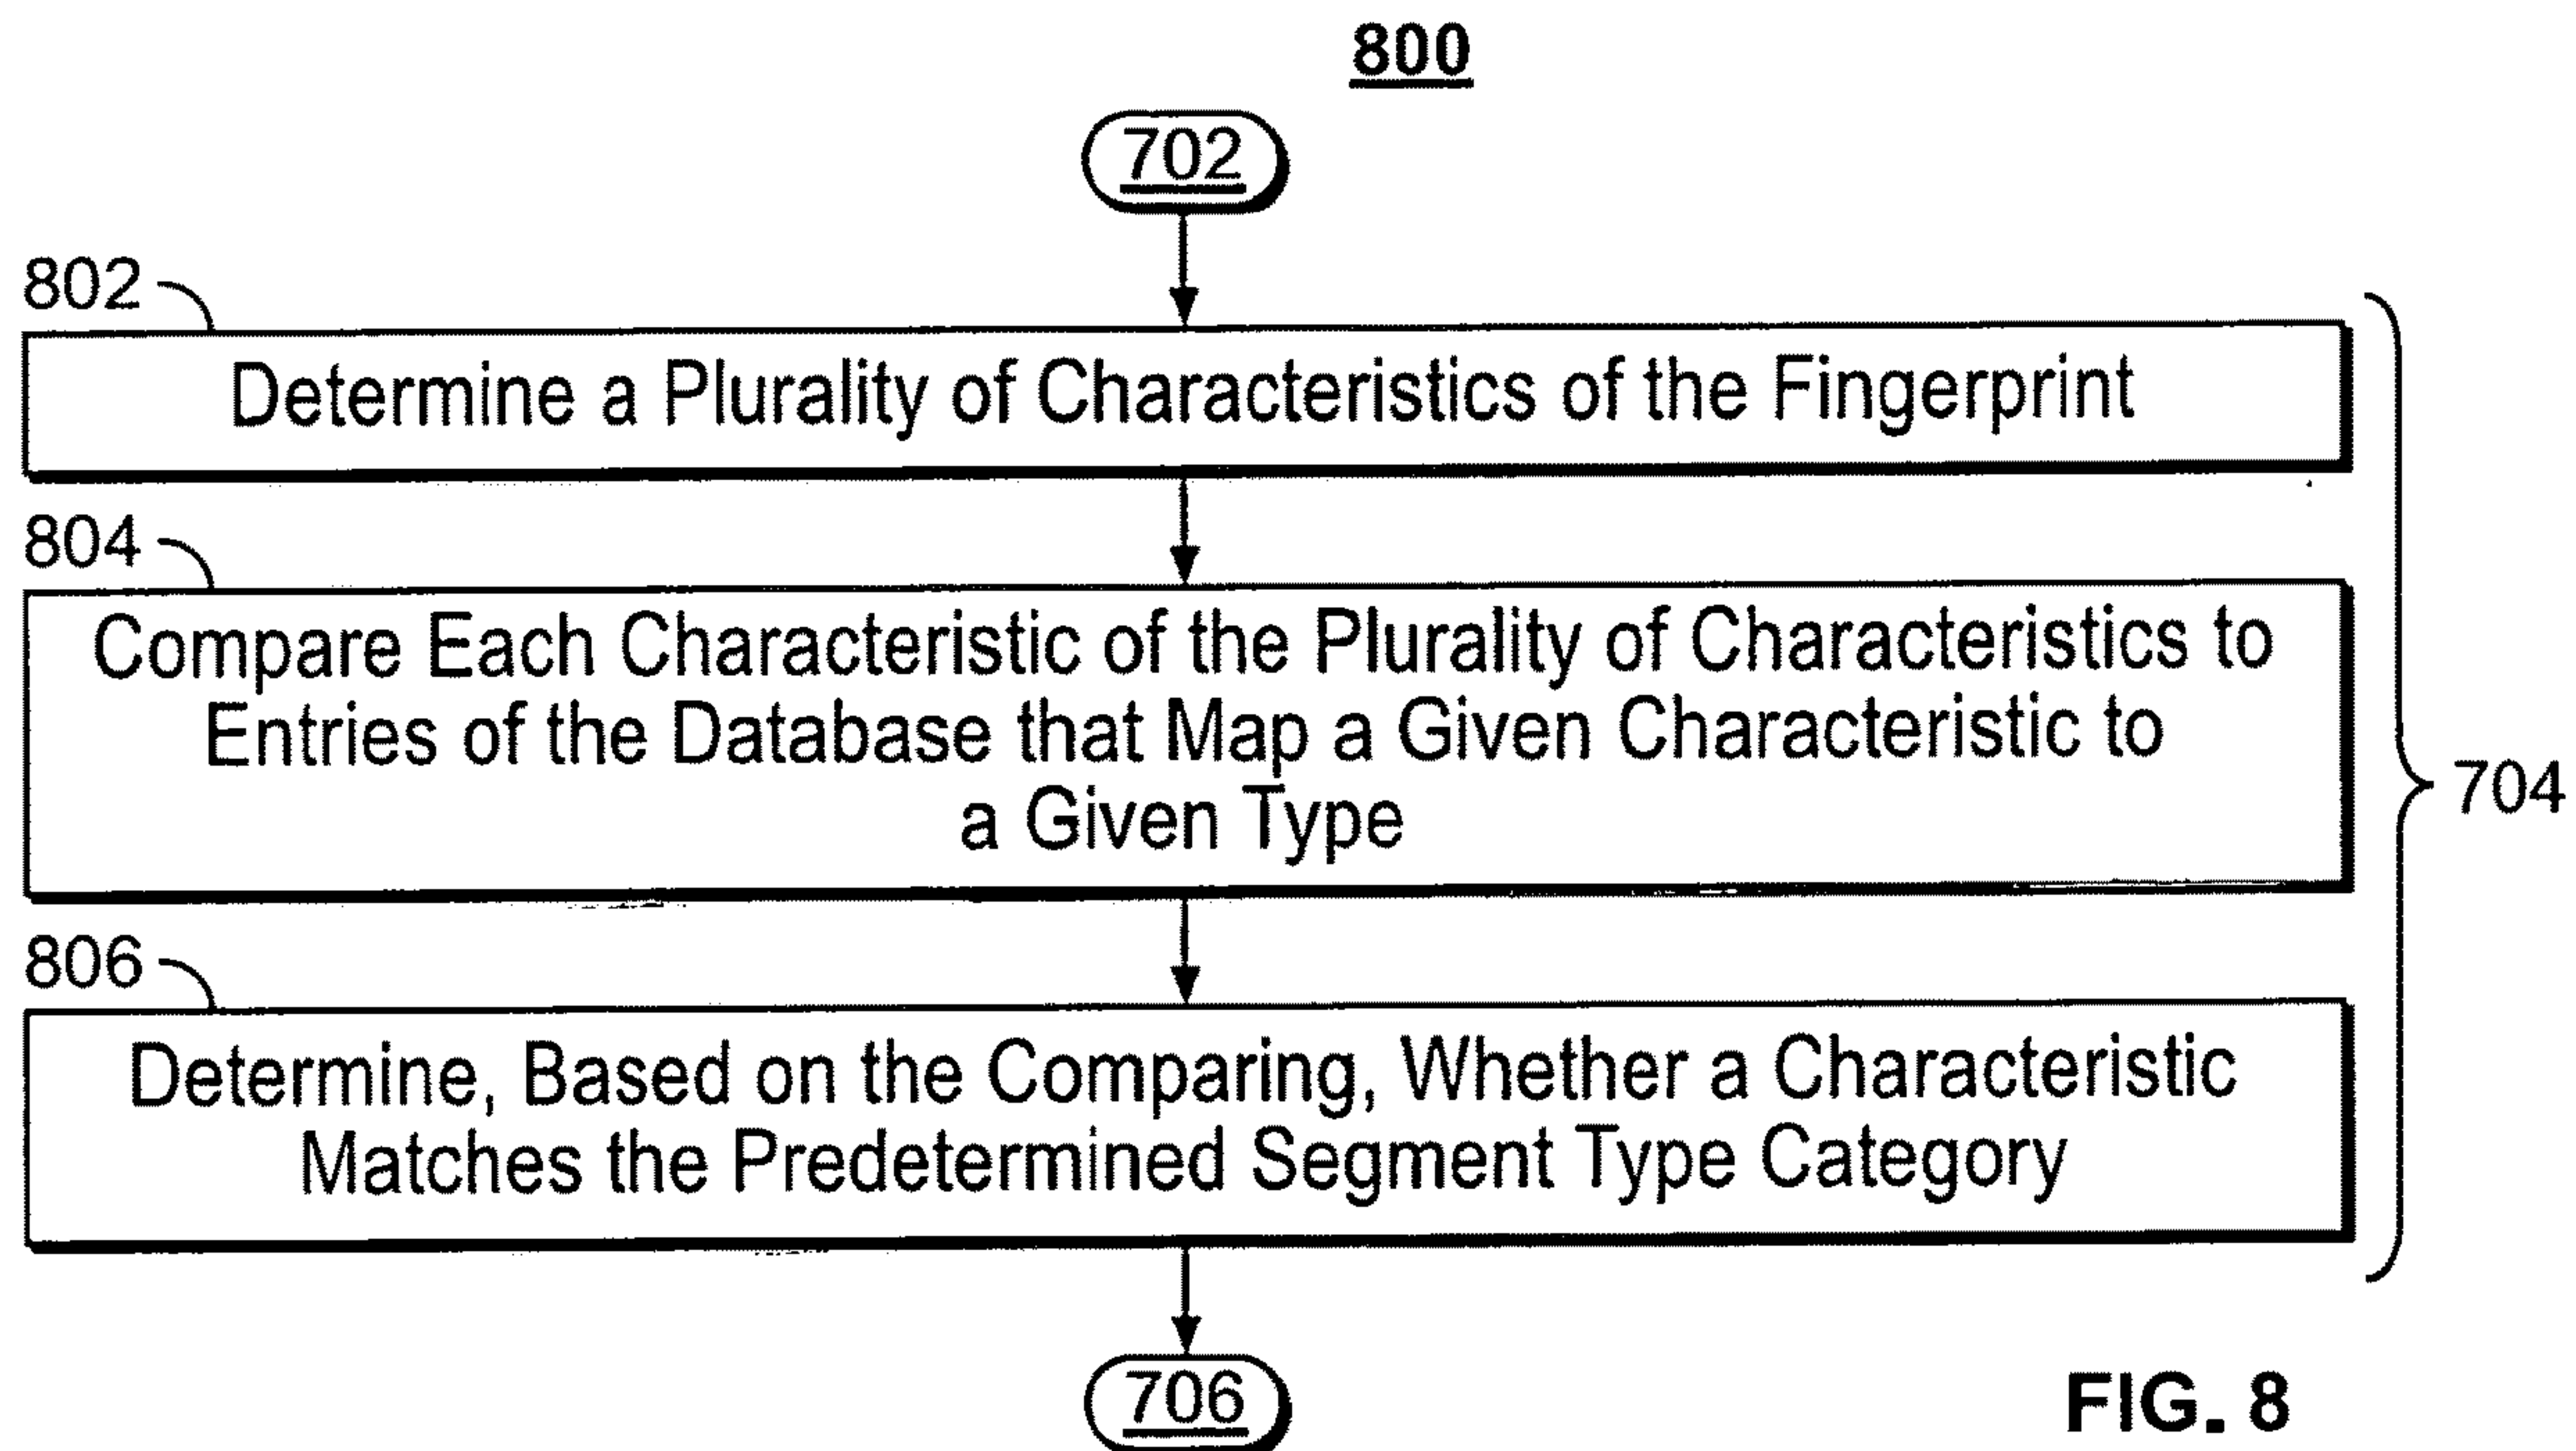 800
702
802
Determine a Plurality of Characteristics of the Fingerprint
804
Compare Each Characteristic of the Plurality of Characteristics to
Entries of the Database that Map a Given Characteristic to
a Given Type
704
806
Determine, Based on the Comparing, Whether a Characteristic
Matches the Predetermined Segment Type Category
706
FIG. 8